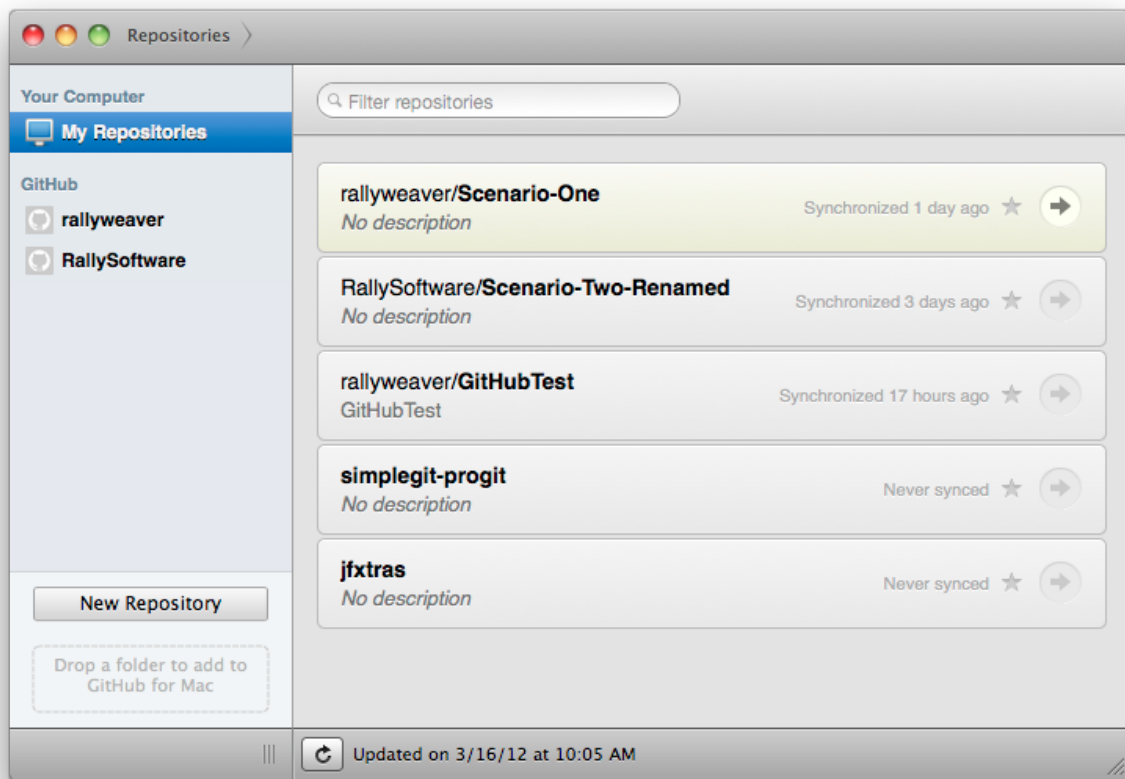 Repositories
Your Computer
My Repositories
GitHub
rallyweaver
RallySoftware
New Repository
Drop a folder to add to
GitHub for Mac
Filter repositories
rallyweaver/Scenario-One
No description
Synchronized 1 day ago
RallySoftware/Scenario-Two-Renamed
No description
Synchronized 3 days ago
rallyweaver/GitHubTest
GitHubTest
Synchronized 17 hours ago
simplegit-progit
No description
Never synced
jfxtras
No description
Never synced
Updated on 3/16/12 at 10:05 AM